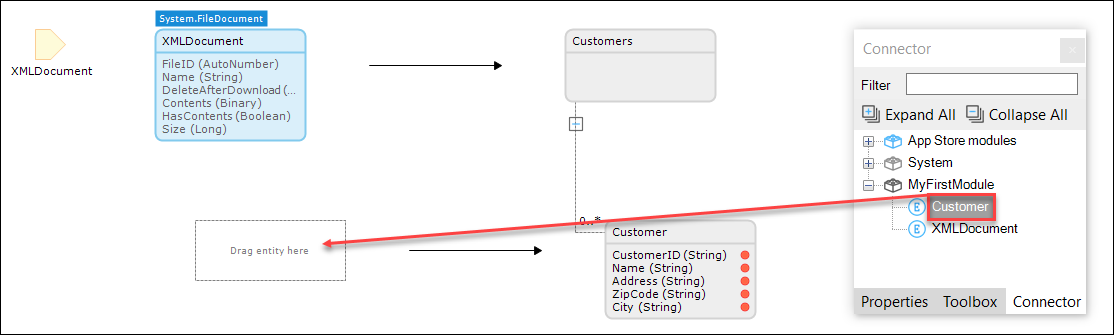 System.FileDocument
XMLDocument
XMLDocument
FileID (AutoNumber)
Name (String)
DeleteAfterDownload (...
Contents (Binary)
HasContents (Boolean)
Size (Long)
Customers
0..*
Drag entity here
Customer
CustomerID (String)
Name (String)
Address (String)
ZipCode (String)
City (String)
Connector
Filter
Expand All Collapse All
App Store modules
System
MyFirstModule
E Customer
E XMLDocument
Properties Toolbox Connector